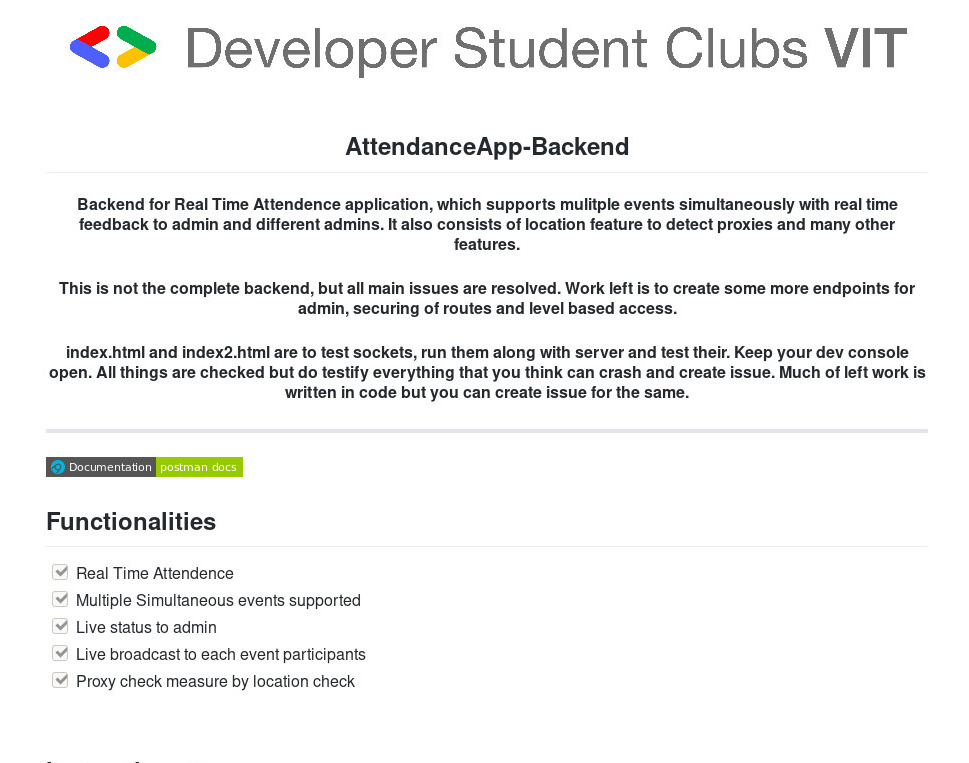 Developer Student Clubs VIT
AttendanceApp-Backend
Backend for Real Time Attendence application, which supports mulitple events simultaneously with real time
feedback to admin and different admins. It also consists of location feature to detect proxies and many other
features.
This is not the complete backend, but all main issues are resolved. Work left is to create some more endpoints for
admin, securing of routes and level based access.
index.html and index2.html are to test sockets, run them along with server and test their. Keep your dev console
open. All things are checked but do testify everything that you think can crash and create issue. Much of left work is
written in code but you can create issue for the same.
Documentation postman docs
Functionalities
Real Time Attendence
Multiple Simultaneous events supported
Live status to admin
Live broadcast to each event participants
Proxy check measure by location check